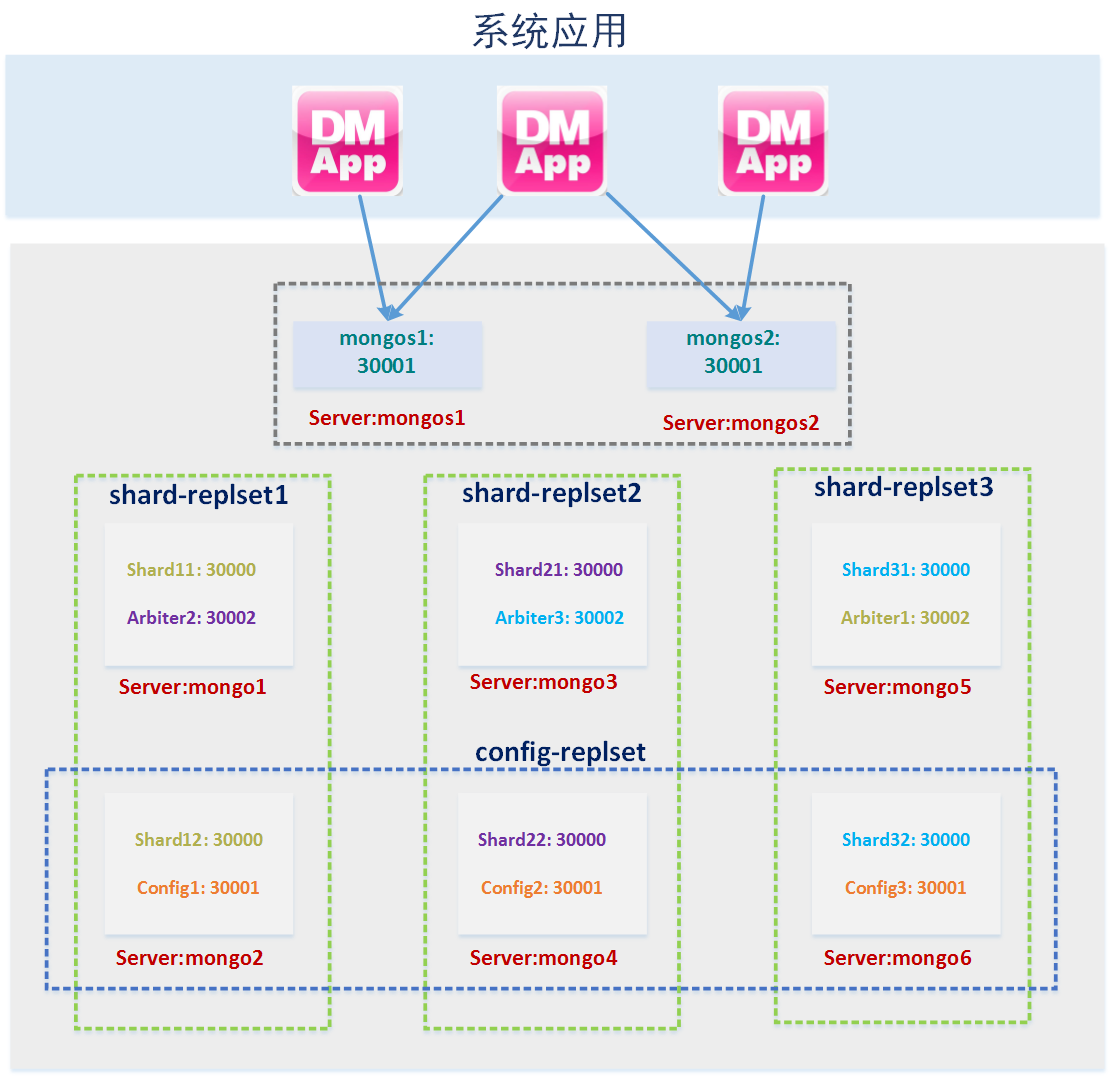 系统应用
DM
App
DM
App
DM
App
mongos1:
30001
mongos2:
30001
Server:mongos1
Server:mongos2
shard-replset1
shard-replset2
shard-replset3
Shard11: 30000
Shard21: 30000
Shard31: 30000
Arbiter2: 30002
Arbiter3: 30002
Arbiter1: 30002
Server:mongo1
Server:mongo3
Server:mongo5
config-replset
Shard12: 30000
Shard22: 30000
Shard32: 30000
Config1: 30001
Config2: 30001
Config3: 30001
Server:mongo2
Server:mongo4
Server:mongo6